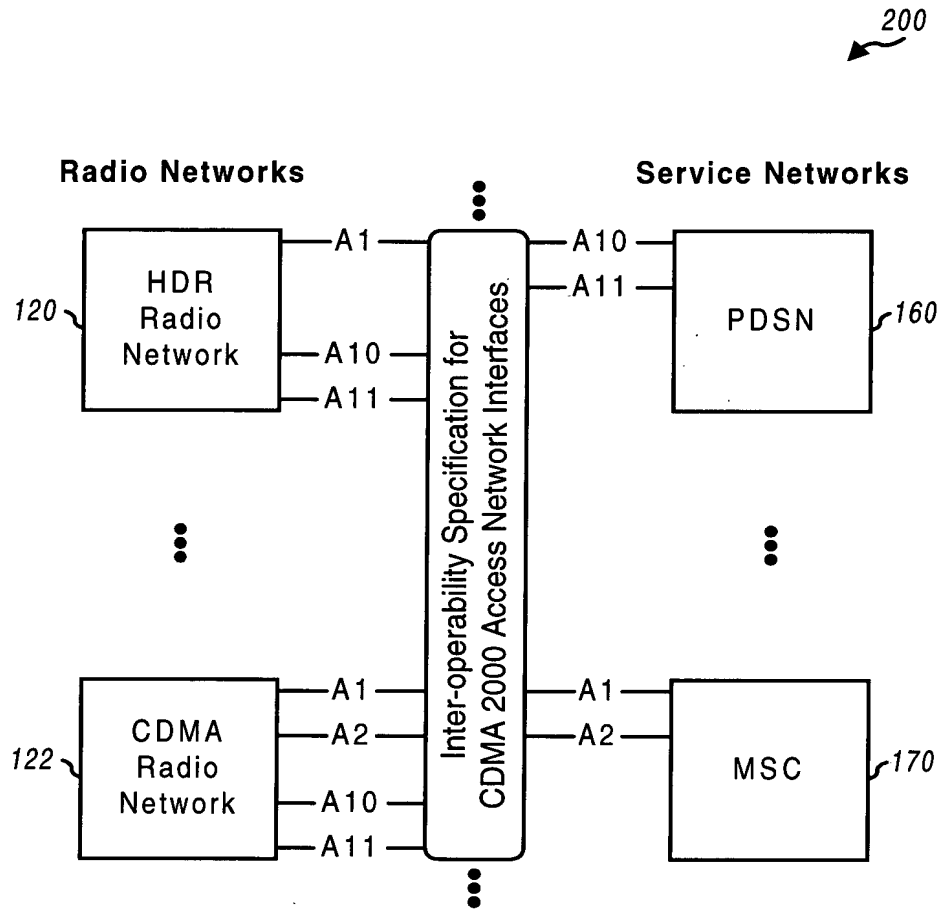 200
Radio Networks
Service Networks
HDR
Radio
Network
120
A1
A10
A11
Inter-operability Specification for
CDMA 2000 Access Network Interfaces
A10
A11
PDSN
160
CDMA
Radio
Network
122
A1
A2
A10
A11
A1
A2
MSC
170